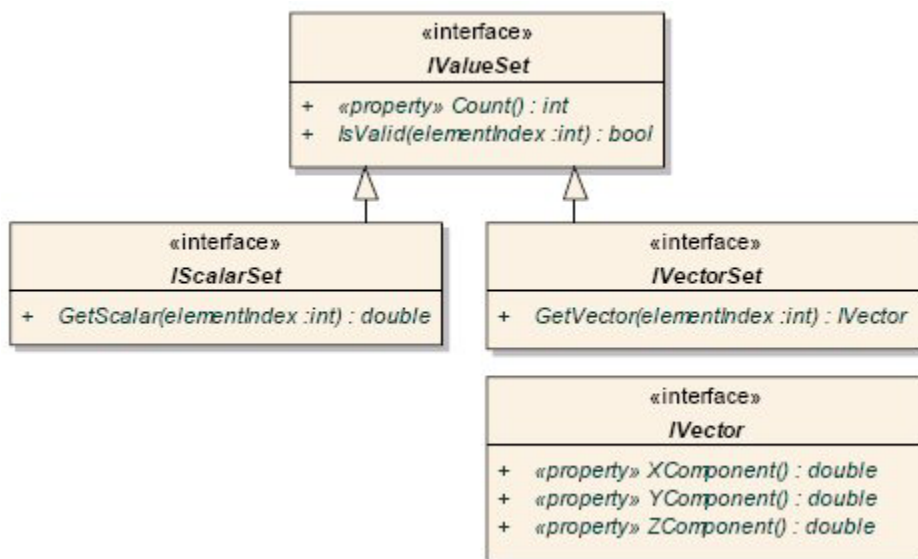 «interface»
IValueSet
+ «property» Count() : int
+ IsValid(elementIndex :int) : bool
«interface»
IScalarSet
+ GetScalar(elementIndex :int) : double
«interface»
IVectorSet
+ GetVector(elementIndex :int) : IVector
«interface»
IVector
+ «property» XComponent() : double
+ «property» YComponent() : double
+ «property» ZComponent() : double